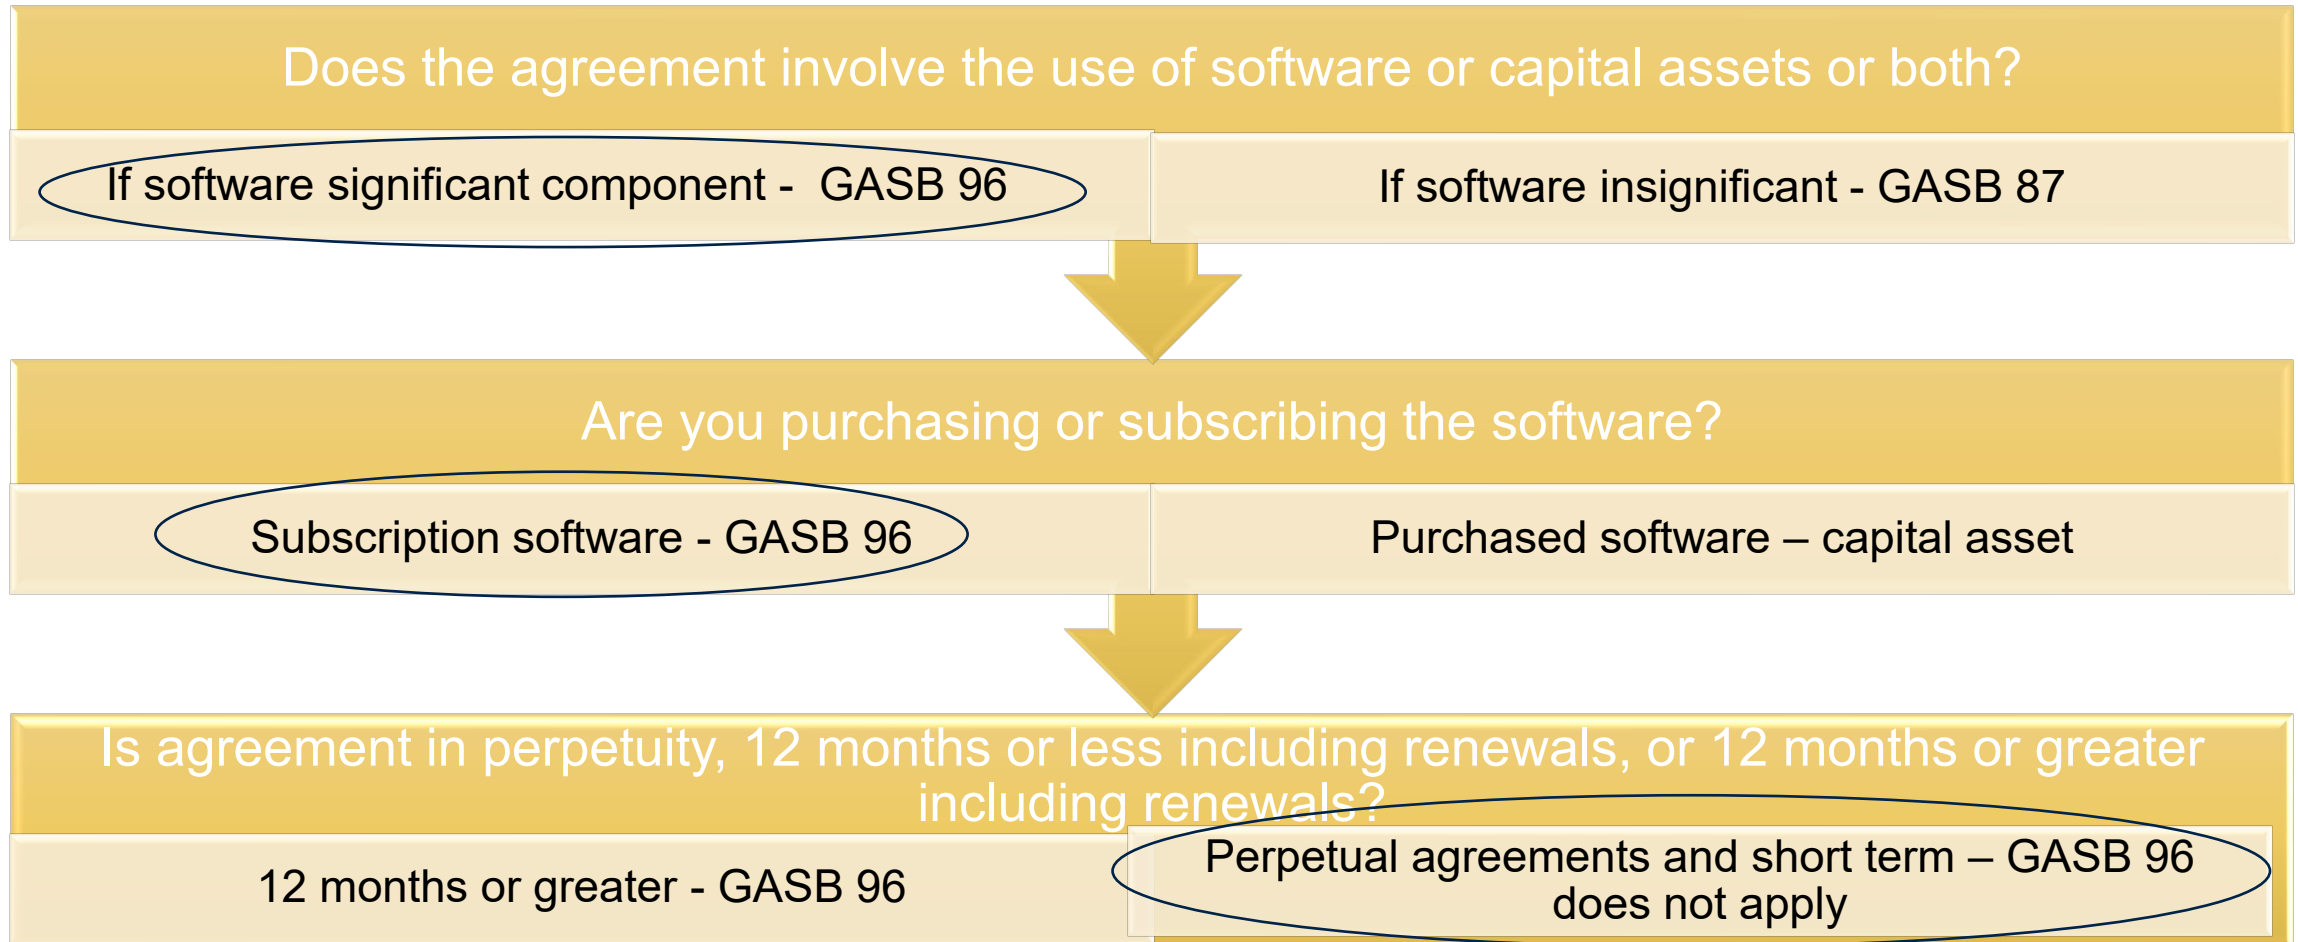 Does the agreement involve the use of software or capital assets or both?
If software significant component -  GASB 96
If software insignificant - GASB 87
Are you purchasing or subscribing the software?
Subscription software - GASB 96
Purchased software – capital asset
Is agreement in perpetuity, 12 months or less including renewals, or 12 months or greater
including renewals?
12 months or greater - GASB 96
Perpetual agreements and short term – GASB 96
does not apply